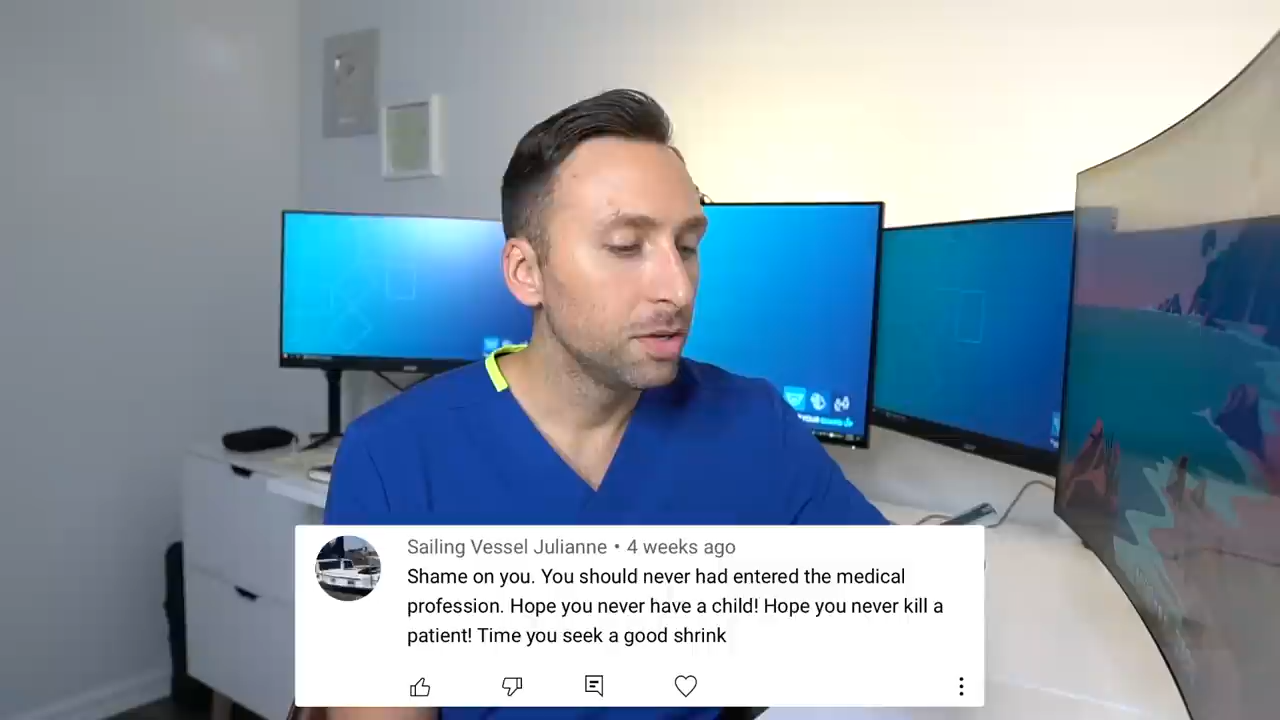 Sailing Vessel Julianne • 4 weeks ago
Shame on you. You should never had entered the medical
profession. Hope you never have a child! Hope you never kill a
patient! Time you seek a good shrink